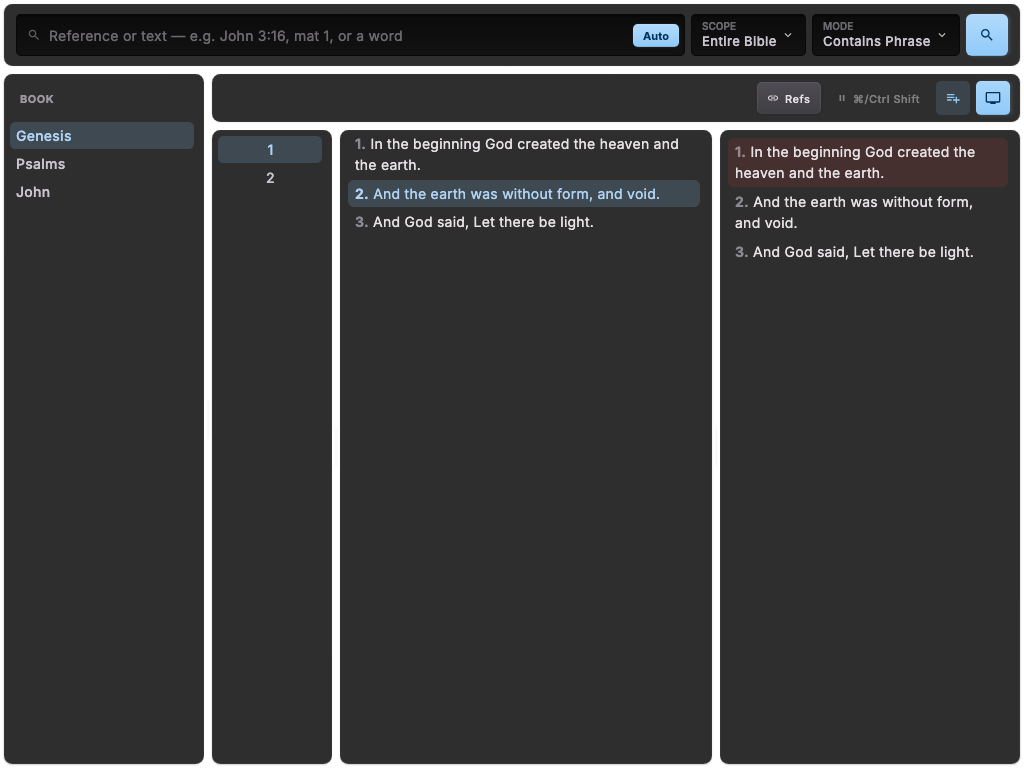 Reference or text — e.g. John 3:16, mat 1, or a word
Auto
SCOPE
Entire Bible
MODE
Contains Phrase
BOOK
Genesis
Psalms
John
Refs
⌘/Ctrl Shift
1
2
1. In the beginning God created the heaven and
the earth.
2. And the earth was without form, and void.
3. And God said, Let there be light.
1. In the beginning God created the
heaven and the earth.
2. And the earth was without form,
and void.
3. And God said, Let there be light.